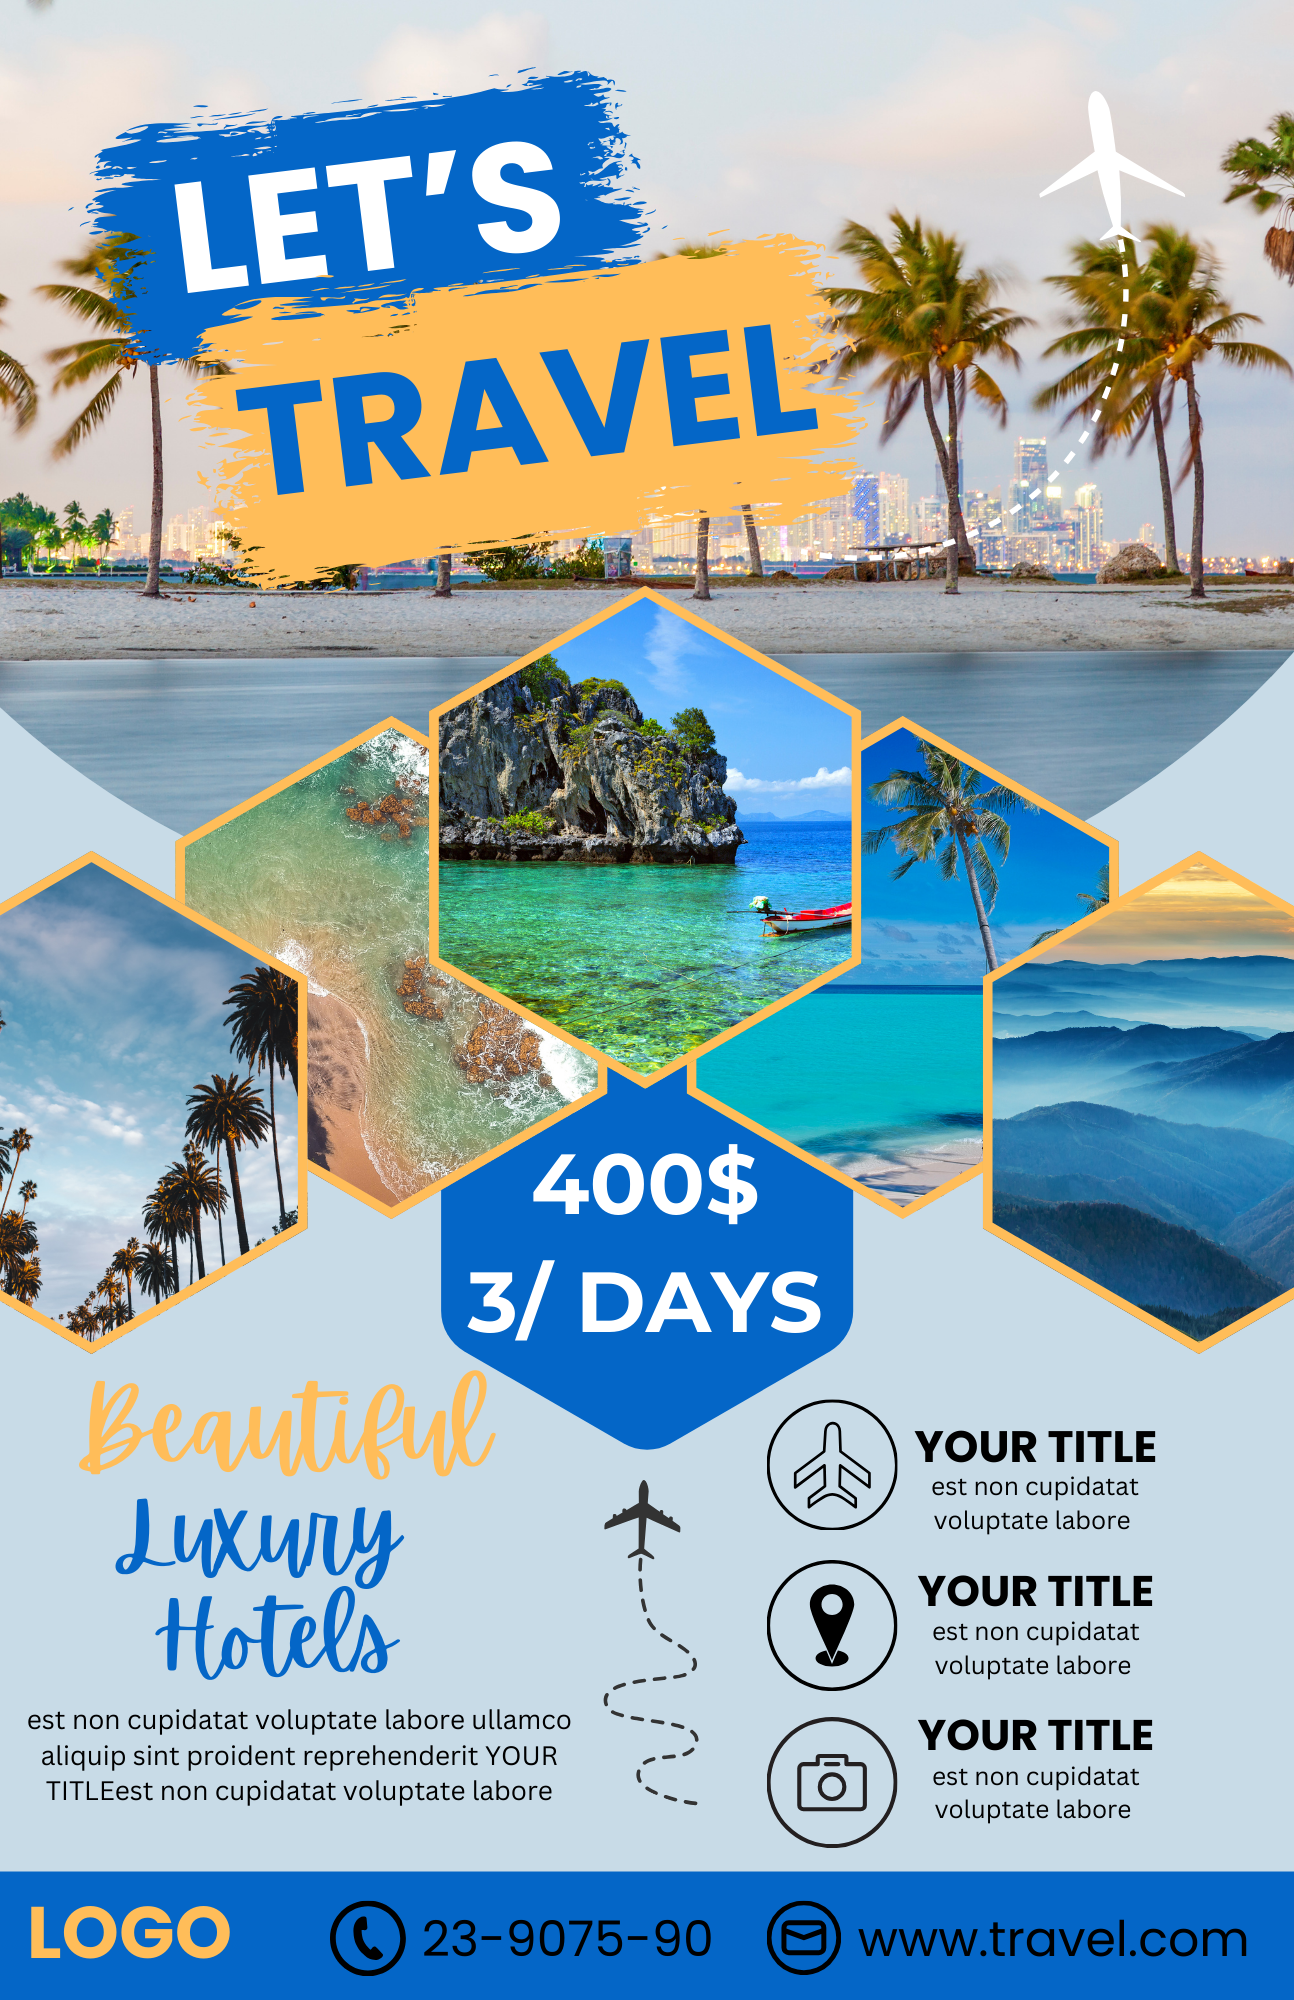 LET’S
TRAVEL
400$
3/ DAYS
Beautiful
Luxury
Hotels
est non cupidatat voluptate labore ullamco
aliquip sint proident reprehenderit YOUR
TITLEest non cupidatat voluptate labore
YOUR TITLE
est non cupidatat
voluptate labore
YOUR TITLE
est non cupidatat
voluptate labore
YOUR TITLE
est non cupidatat
voluptate labore
LOGO
23-9075-90
www.travel.com